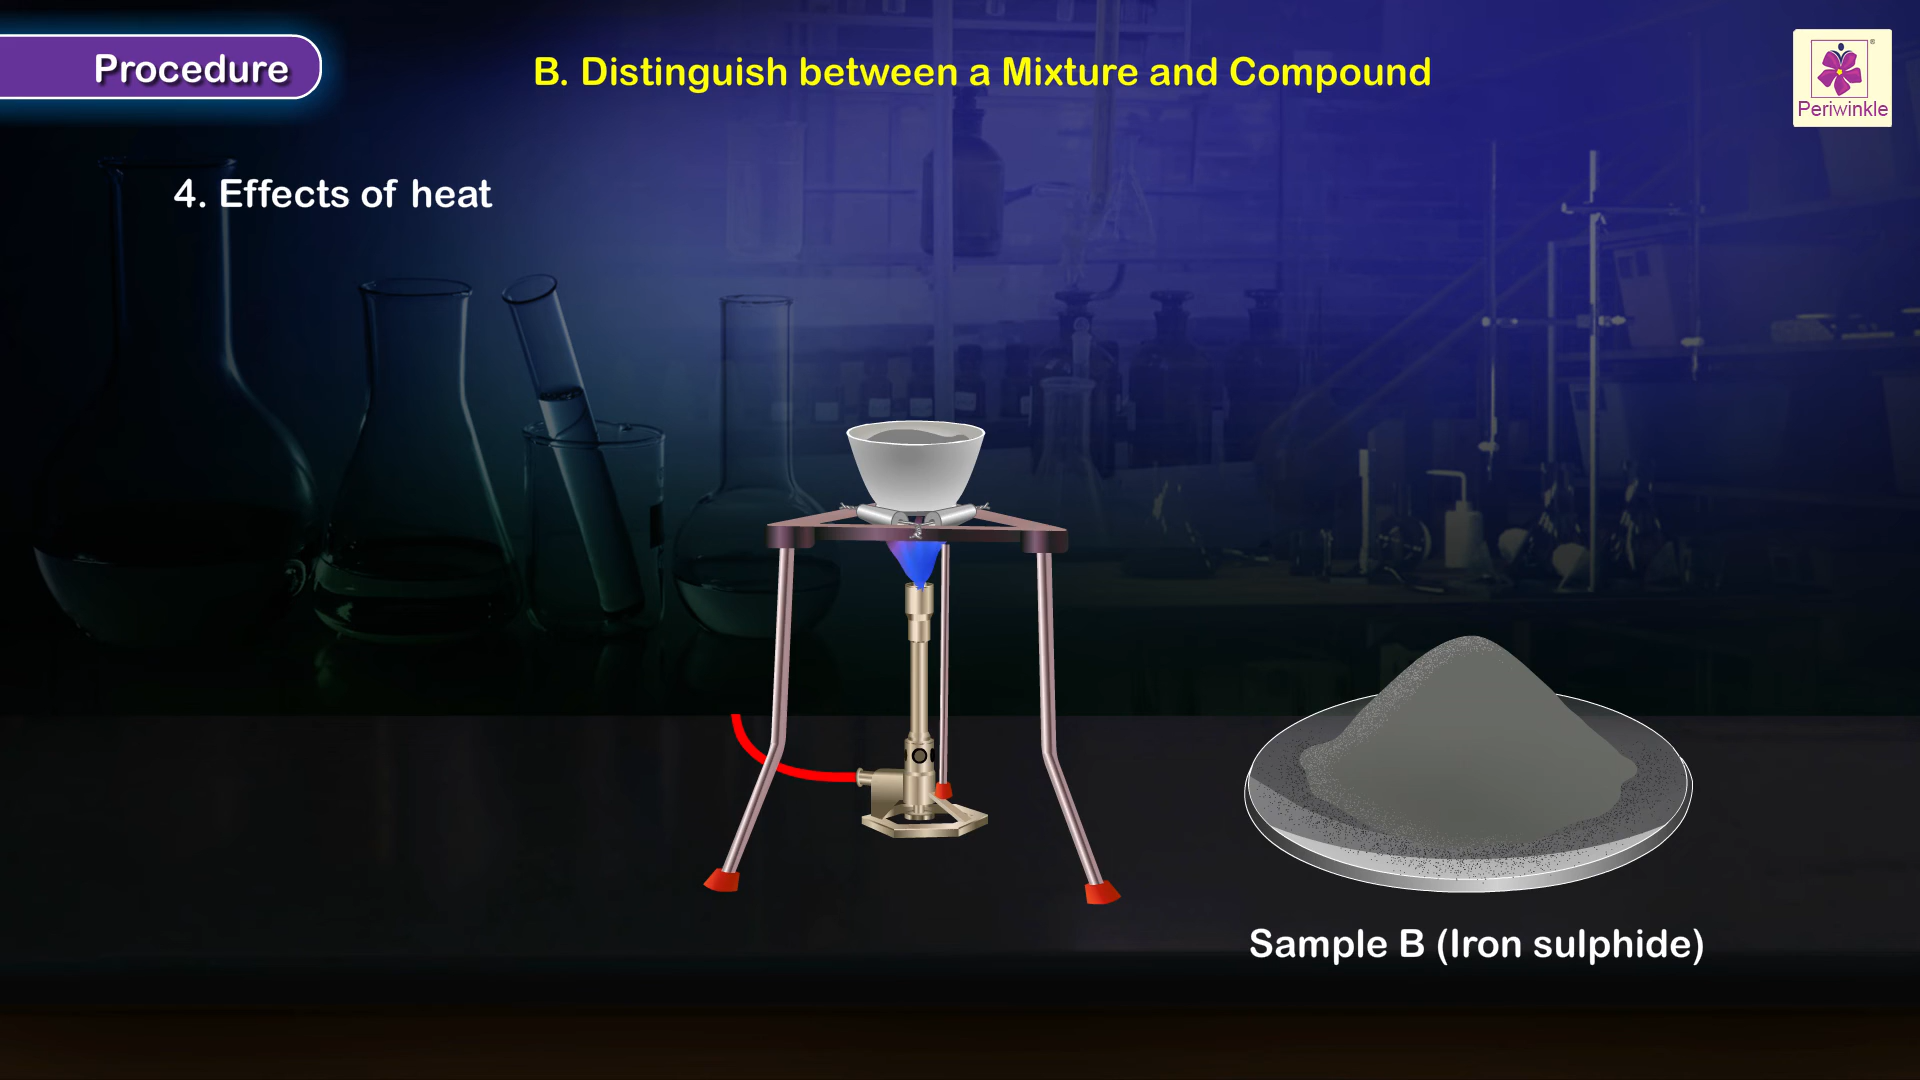 Procedure
B. Distinguish between a Mixture and Compound
Periwinkle
4. Effects of heat
Sample B (Iron sulphide)